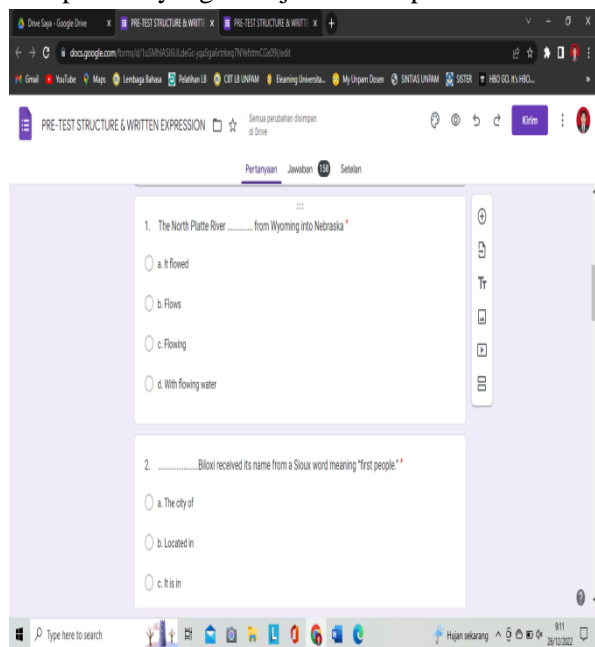 Drive Saya - Google Drive
PRE-TEST STRUCTURE & WRITTE
PRE-TEST STRUCTURE & WRITTE
docs.google.com
Gmail
YouTube
Maps
Lembaga Bahasa
Pelatihan LB
CBT LB UNPAM
Elearning Universita...
My Unpam Dosen
SINTIAS UNPAM
SISTER
HBO GO. It's HBO...
PRE-TEST STRUCTURE & WRITTEN EXPRESSION
Semua perubahan disimpan
di Drive
Kirim
Pertanyaan Jawaban 158 Setelan
1. The North Platte River ............ from Wyoming into Nebraska *
a. It flowed
b. Flows
c. Flowing
d. With flowing water
2. ...................Biloxi received its name from a Sioux word meaning "first people." *
a. The city of
b. Located in
c. It is in
Type here to search
Hujan sekarang
9:11
26/12/2022